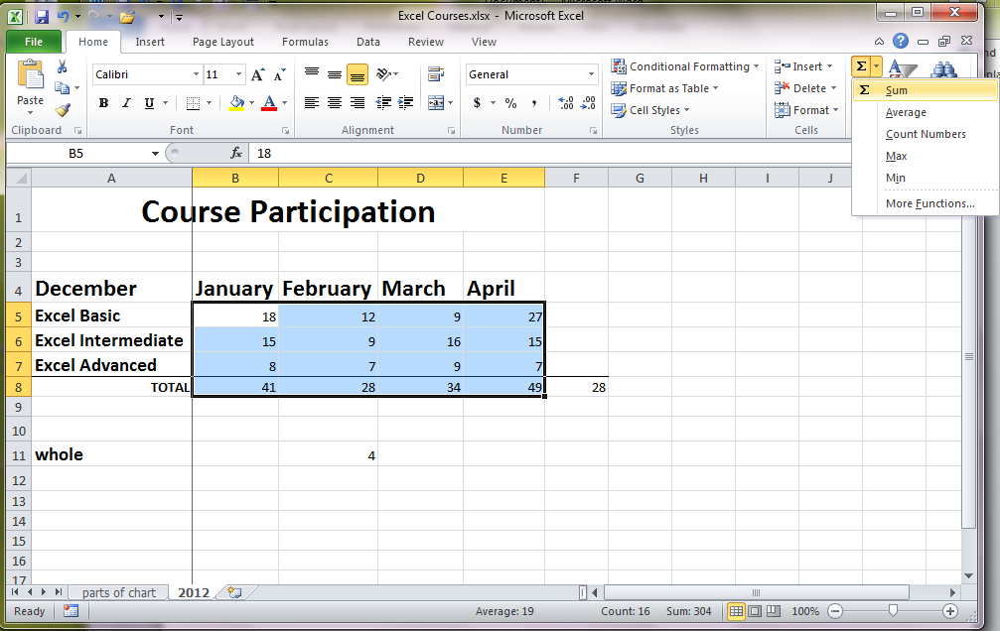 Excel Courses.xlsx - Microsoft Excel
File Home Insert Page Layout Formulas Data Review View
Paste
Calibri 11
B I U A
A A
General
$ % ,
Conditional Formatting
Format as Table
Cell Styles
Insert
Delete
Format
Σ
Clipboard Font Alignment Number Styles Cells
Σ Sum
Average
Count Numbers
Max
Min
More Functions...
B5 fx 18
A B C D E F G H I J
1 Course Participation
2
3
4 December January February March April
5 Excel Basic 18 12 9 27
6 Excel Intermediate 15 9 16 15
7 Excel Advanced 8 7 9 7
8 TOTAL 41 28 34 49 28
9
10
11 whole 4
12
13
14
15
16
17
parts of chart 2012
Ready Average: 19 Count: 16 Sum: 304 100%